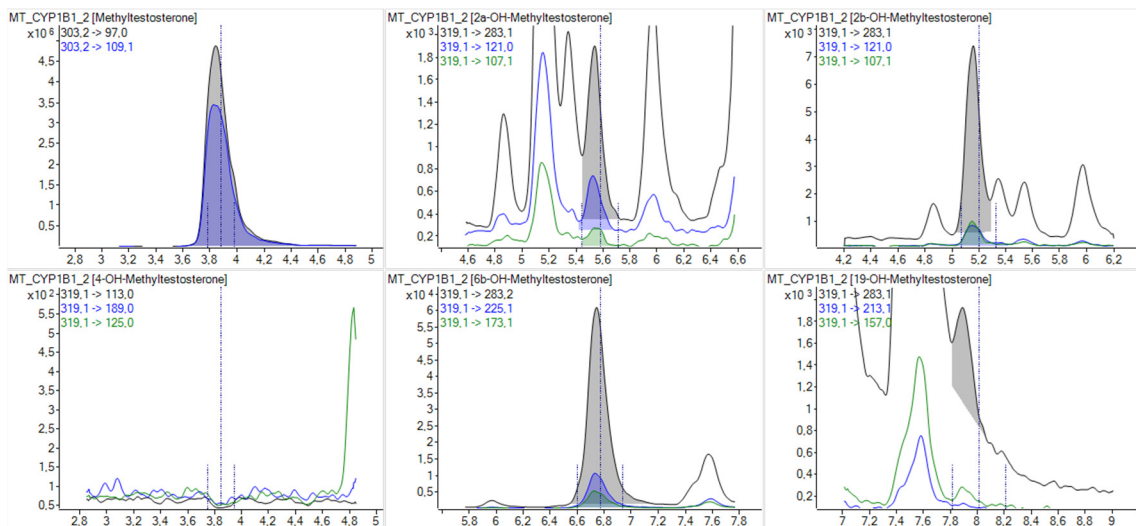 MT_CYP1B1_2 [Methyltestosterone]
x10 6
303,2 -> 97,0
303,2 -> 109,1
4,5
4
3,5
3
2,5
2
1,5
1
0,5
2,8 3 3,2 3,4 3,6 3,8 4 4,2 4,4 4,6 4,8 5
MT_CYP1B1_2 [2a-OH-Methyltestosterone]
x10 3
319,1 -> 283,1
319,1 -> 121,0
319,1 -> 107,1
1,8
1,6
1,4
1,2
1
0,8
0,6
0,4
0,2
4,6 4,8 5 5,2 5,4 5,6 5,8 6 6,2 6,4 6,6
MT_CYP1B1_2 [2b-OH-Methyltestosterone]
x10 3
319,1 -> 283,1
319,1 -> 121,0
319,1 -> 107,1
7
6
5
4
3
2
1
4,2 4,4 4,6 4,8 5 5,2 5,4 5,6 5,8 6 6,2
MT_CYP1B1_2 [4-OH-Methyltestosterone]
x10 2
319,1 -> 113,0
319,1 -> 189,0
319,1 -> 125,0
5,5
5
4,5
4
3,5
3
2,5
2
1,5
1
0,5
2,8 3 3,2 3,4 3,6 3,8 4 4,2 4,4 4,6 4,8 5
MT_CYP1B1_2 [6b-OH-Methyltestosterone]
x10 4
319,1 -> 283,2
319,1 -> 225,1
319,1 -> 173,1
6
5,5
5
4,5
4
3,5
3
2,5
2
1,5
1
0,5
5,8 6 6,2 6,4 6,6 6,8 7 7,2 7,4 7,6 7,8
MT_CYP1B1_2 [19-OH-Methyltestosterone]
x10 3
319,1 -> 283,1
319,1 -> 213,1
319,1 -> 157,0
1,8
1,6
1,4
1,2
1
0,8
0,6
0,4
0,2
7 7,2 7,4 7,6 7,8 8 8,2 8,4 8,6 8,8 9